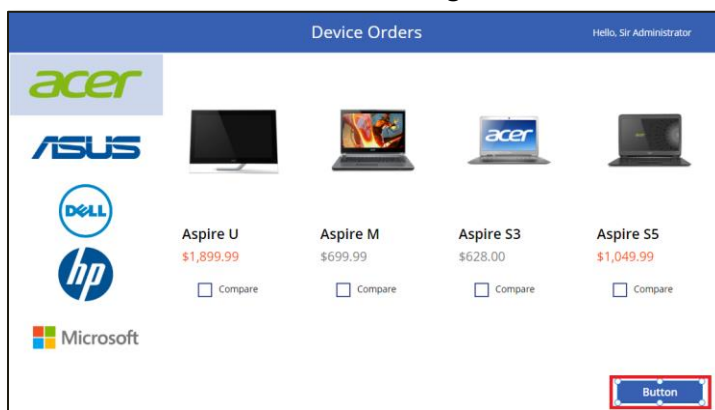 Device Orders
Hello, Sir Administrator
acer
ASUS
DELL
hp
Microsoft
acer
Aspire U
Aspire M
Aspire S3
Aspire S5
$1,899.99
$699.99
$628.00
$1,049.99
Compare
Compare
Compare
Compare
Button